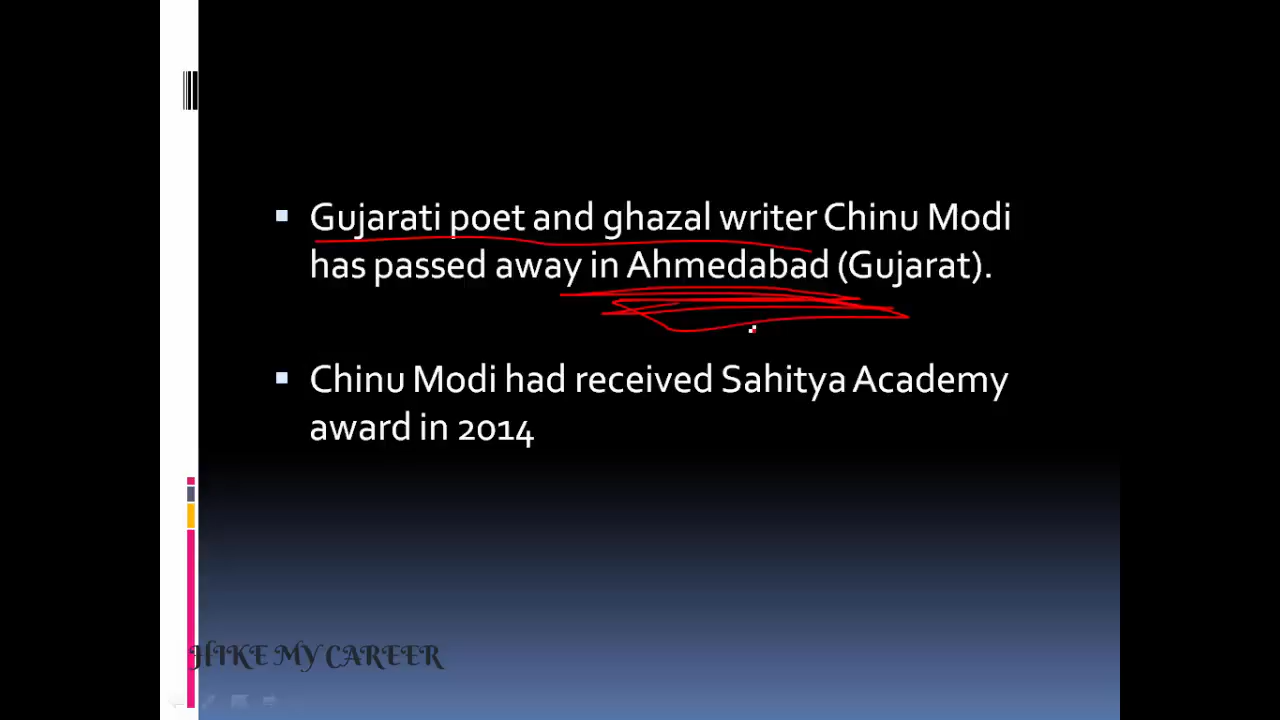 Gujarati poet and ghazal writer Chinu Modi
has passed away in Ahmedabad (Gujarat).
Chinu Modi had received Sahitya Academy
award in 2014
HIKE MY CAREER